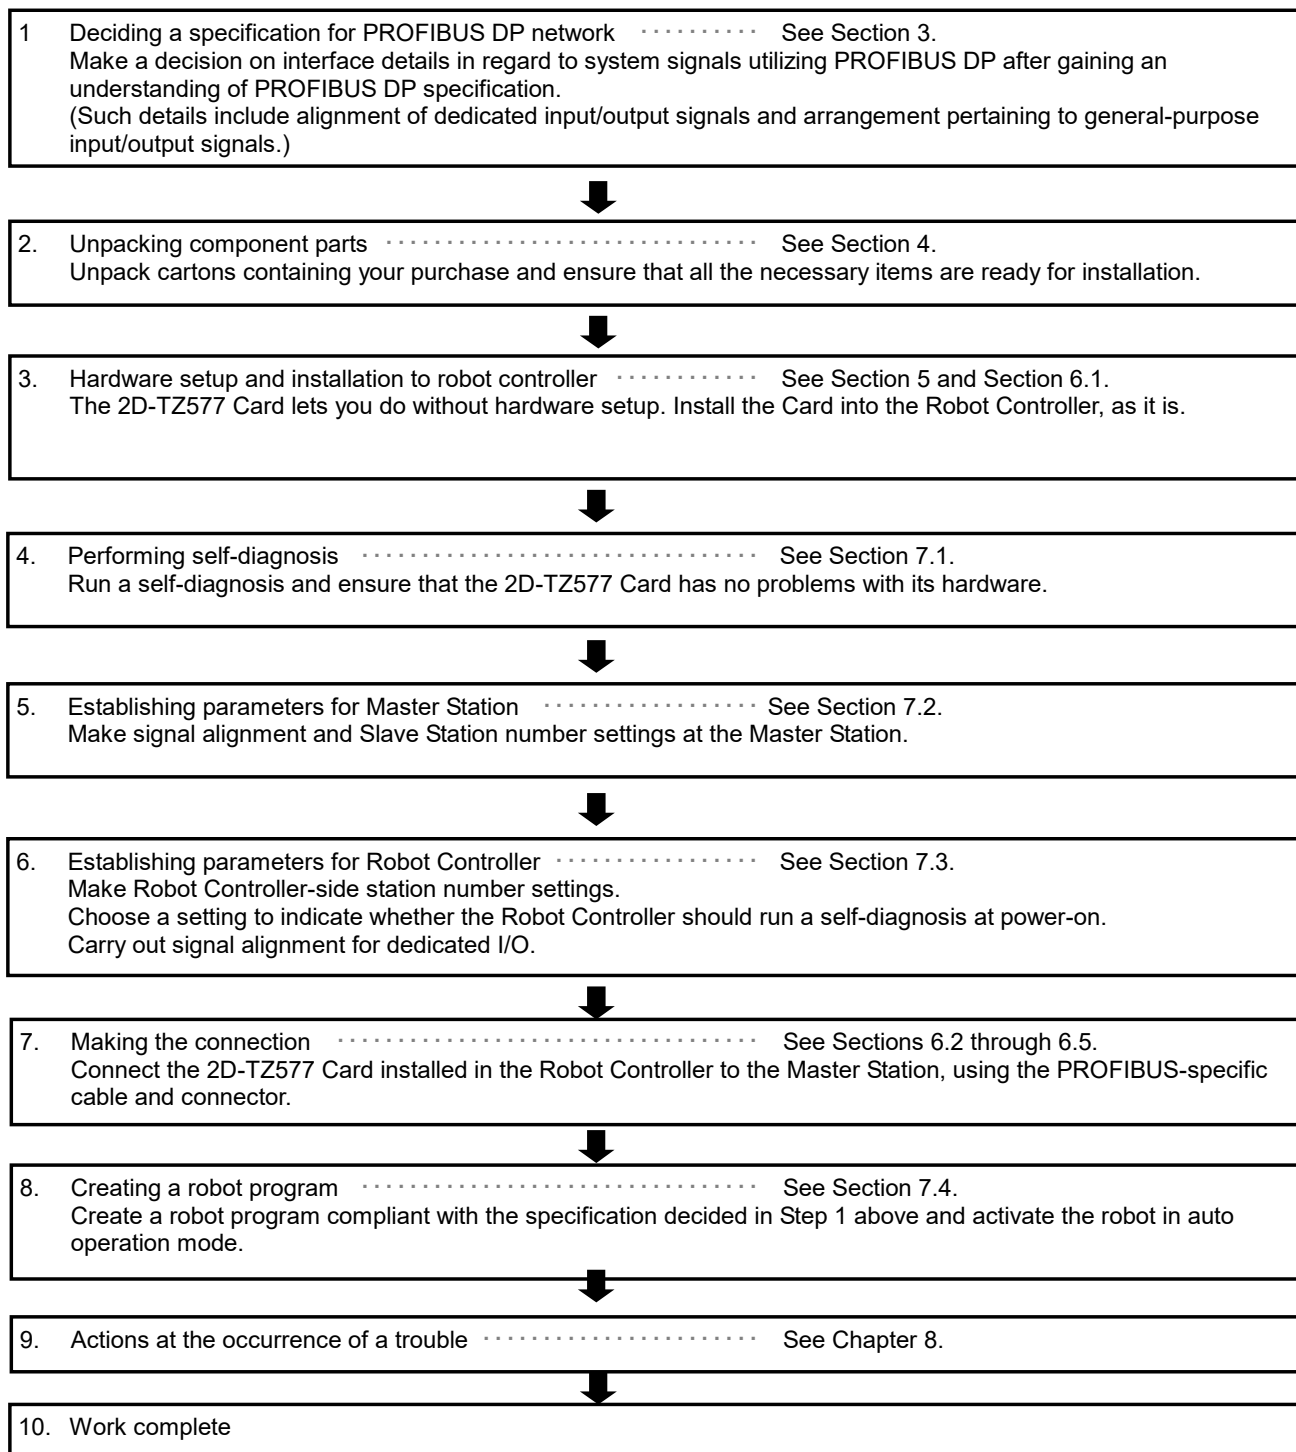 1 Deciding a specification for PROFIBUS DP network ·········· See Section 3.
Make a decision on interface details in regard to system signals utilizing PROFIBUS DP after gaining an
understanding of PROFIBUS DP specification.
(Such details include alignment of dedicated input/output signals and arrangement pertaining to general-purpose
input/output signals.)
2. Unpacking component parts ······························· See Section 4.
Unpack cartons containing your purchase and ensure that all the necessary items are ready for installation.
3. Hardware setup and installation to robot controller ············ See Section 5 and Section 6.1.
The 2D-TZ577 Card lets you do without hardware setup. Install the Card into the Robot Controller, as it is.
4. Performing self-diagnosis ································· See Section 7.1.
Run a self-diagnosis and ensure that the 2D-TZ577 Card has no problems with its hardware.
5. Establishing parameters for Master Station ·················· See Section 7.2.
Make signal alignment and Slave Station number settings at the Master Station.
6. Establishing parameters for Robot Controller ················· See Section 7.3.
Make Robot Controller-side station number settings.
Choose a setting to indicate whether the Robot Controller should run a self-diagnosis at power-on.
Carry out signal alignment for dedicated I/O.
7. Making the connection ··································· See Sections 6.2 through 6.5.
Connect the 2D-TZ577 Card installed in the Robot Controller to the Master Station, using the PROFIBUS-specific
cable and connector.
8. Creating a robot program ································· See Section 7.4.
Create a robot program compliant with the specification decided in Step 1 above and activate the robot in auto
operation mode.
9. Actions at the occurrence of a trouble ······················· See Chapter 8.
10. Work complete